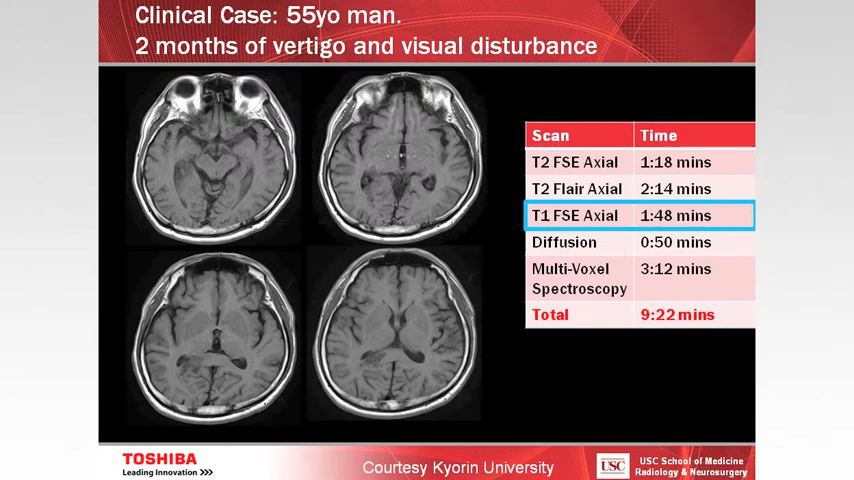 Clinical Case: 55yo man.
2 months of vertigo and visual disturbance
Scan Time
T2 FSE Axial 1:18 mins
T2 Flair Axial 2:14 mins
T1 FSE Axial 1:48 mins
Diffusion 0:50 mins
Multi-Voxel Spectroscopy 3:12 mins
Total 9:22 mins
TOSHIBA
Leading Innovation >>>
Courtesy Kyorin University
USC
USC School of Medicine
Radiology & Neurosurgery